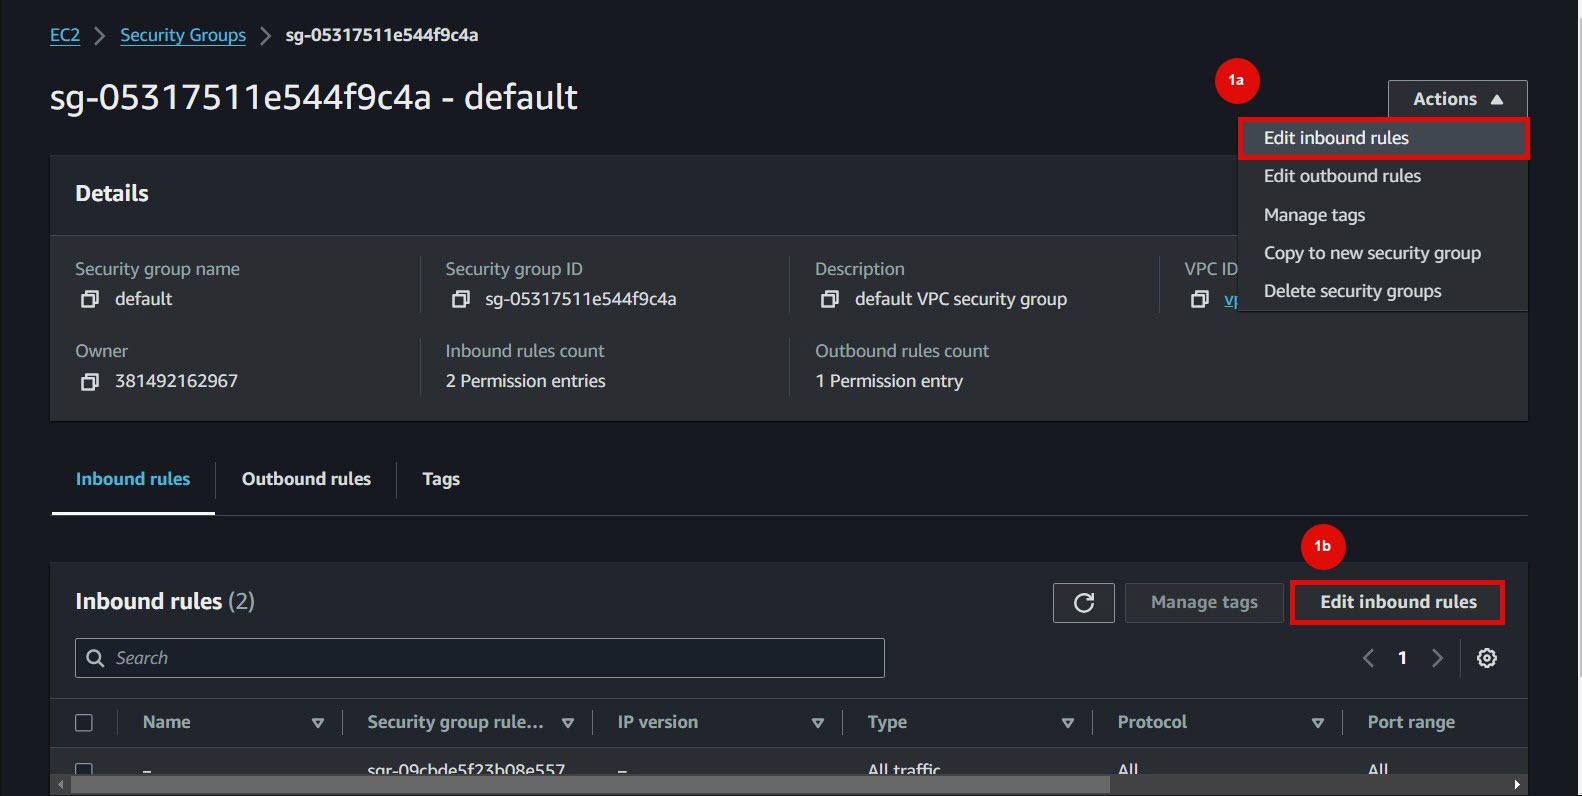 EC2 > Security Groups > sg-05317511e544f9c4a
1a
sg-05317511e544f9c4a - default
Actions
Edit inbound rules
Edit outbound rules
Manage tags
Copy to new security group
Delete security groups
Details
Security group name
default
Security group ID
sg-05317511e544f9c4a
Description
default VPC security group
VPC ID
Owner
381492162967
Inbound rules count
2 Permission entries
Outbound rules count
1 Permission entry
Inbound rules Outbound rules Tags
1b
Inbound rules (2) Manage tags Edit inbound rules
Search 1
Name Security group rule... IP version Type Protocol Port range
– sgr-09cbde5f23b08e557 – All traffic All All